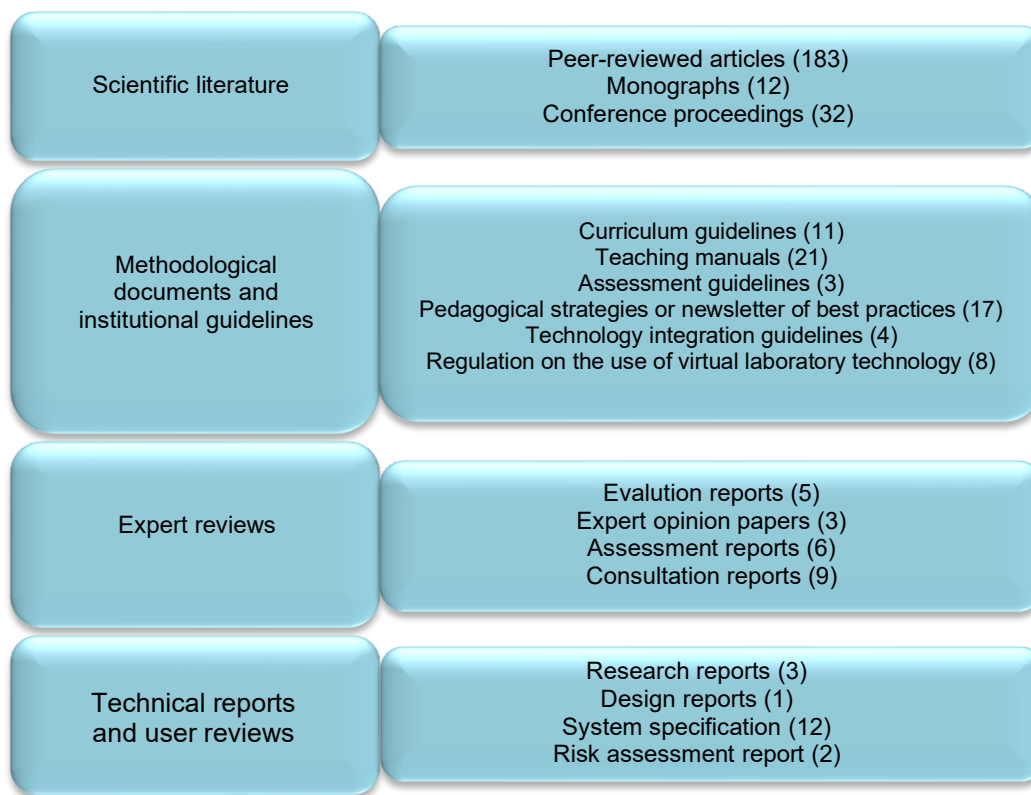 Scientific literature
Peer-reviewed articles (183)
Monographs (12)
Conference proceedings (32)
Methodological
documents and
institutional guidelines
Curriculum guidelines (11)
Teaching manuals (21)
Assessment guidelines (3)
Pedagogical strategies or newsletter of best practices (17)
Technology integration guidelines (4)
Regulation on the use of virtual laboratory technology (8)
Expert reviews
Evalution reports (5)
Expert opinion papers (3)
Assessment reports (6)
Consultation reports (9)
Technical reports
and user reviews
Research reports (3)
Design reports (1)
System specification (12)
Risk assessment report (2)